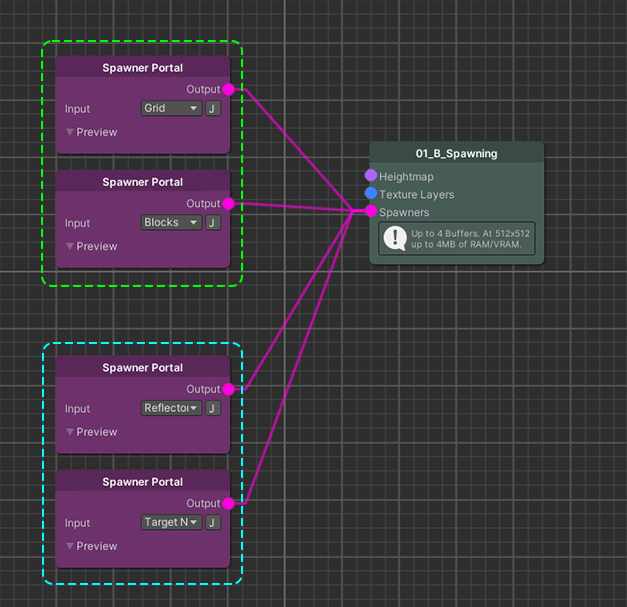 Spawner Portal
Output
Input Grid J
Preview
Spawner Portal
Output
Input Blocks J
Preview
01_B_Spawning
Heightmap
Texture Layers
Spawners
Up to 4 Buffers. At 512x512
up to 4MB of RAM/VRAM.
Spawner Portal
Output
Input Reflector J
Preview
Spawner Portal
Output
Input Target N J
Preview